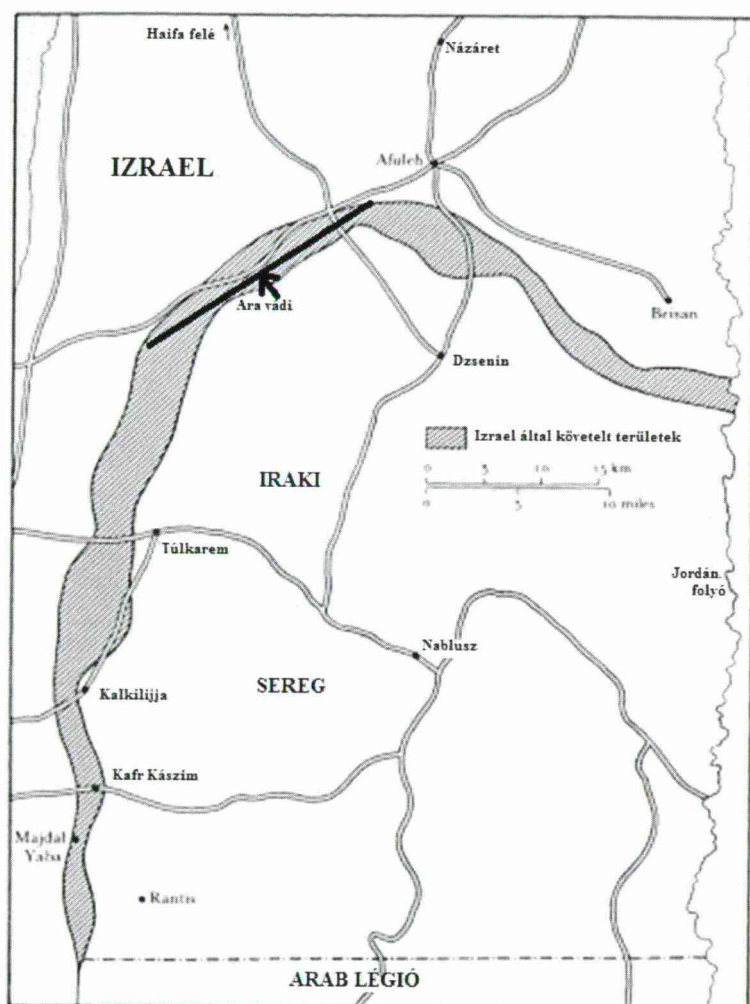 Haifa felé
Názáret
IZRAEL
Afuleh
Ara vádi
Beisan
Dzsenin
Izrael által követelt területek
0 5 10 15 km
0 5 10 miles
IRAKI
Túlkarem
Jordán
folyó
Nablusz
SEREG
Kalkilijja
Kafr Kászim
Majdal
Yaba
Rantis
ARAB LÉGIÓ